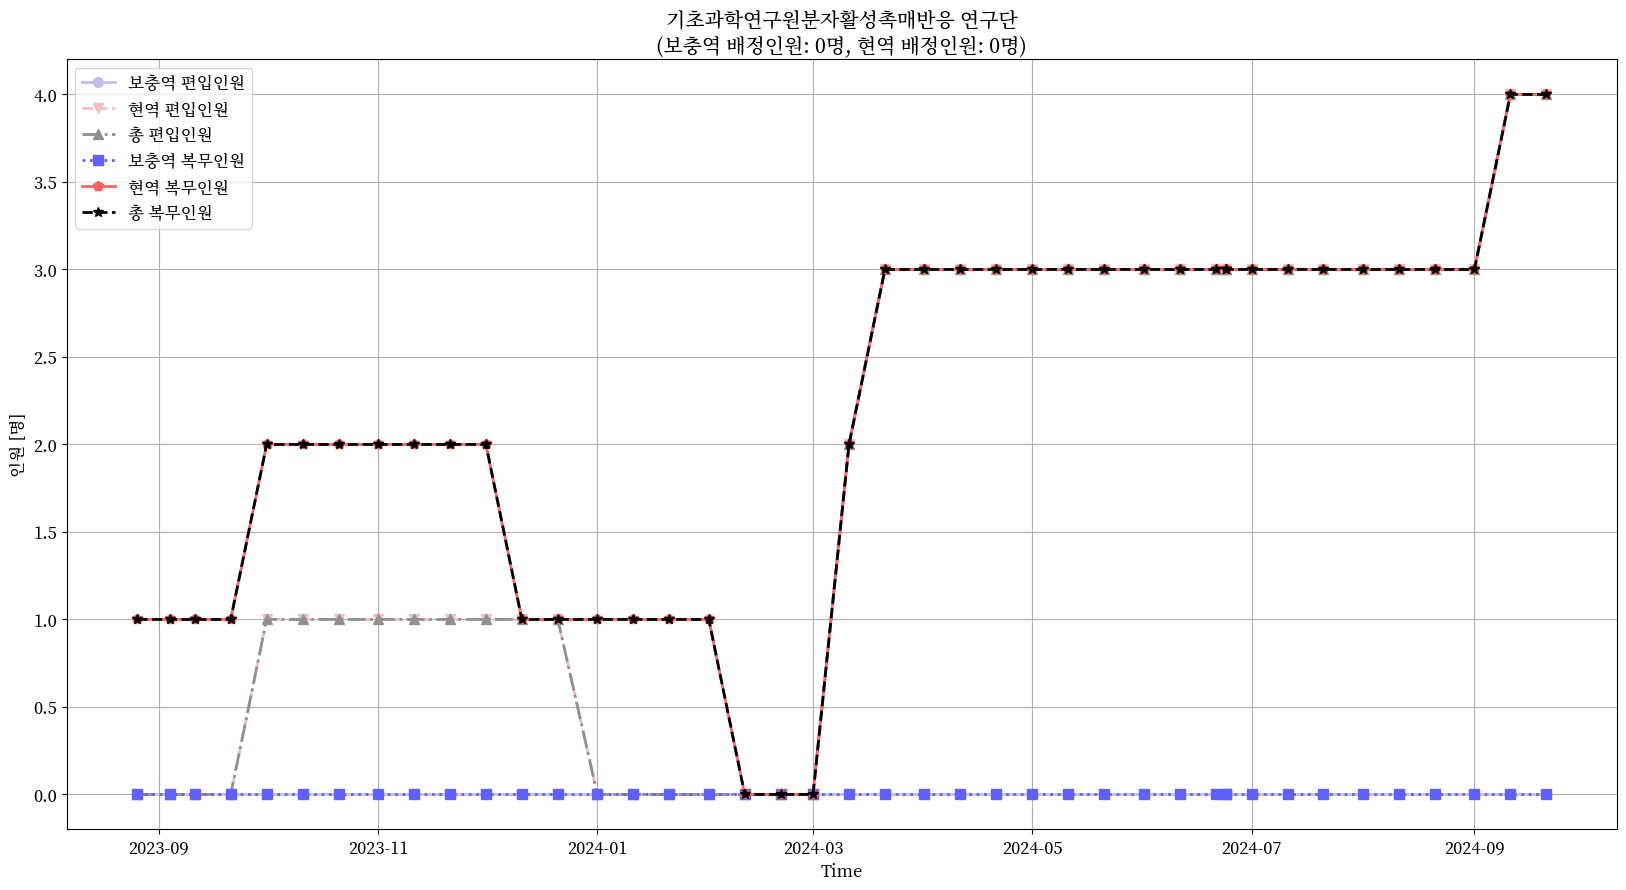 기초과학연구원분자활성촉매반응 연구단
(보충역 배정인원: 0명, 현역 배정인원: 0명)
보충역 편입인원
현역 편입인원
총 편입인원
보충역 복무인원
현역 복무인원
총 복무인원
4.0
3.5
3.0
2.5
2.0
1.5
1.0
0.5
0.0
인원 [명]
2023-09
2023-11
2024-01
2024-03
2024-05
2024-07
2024-09
Time